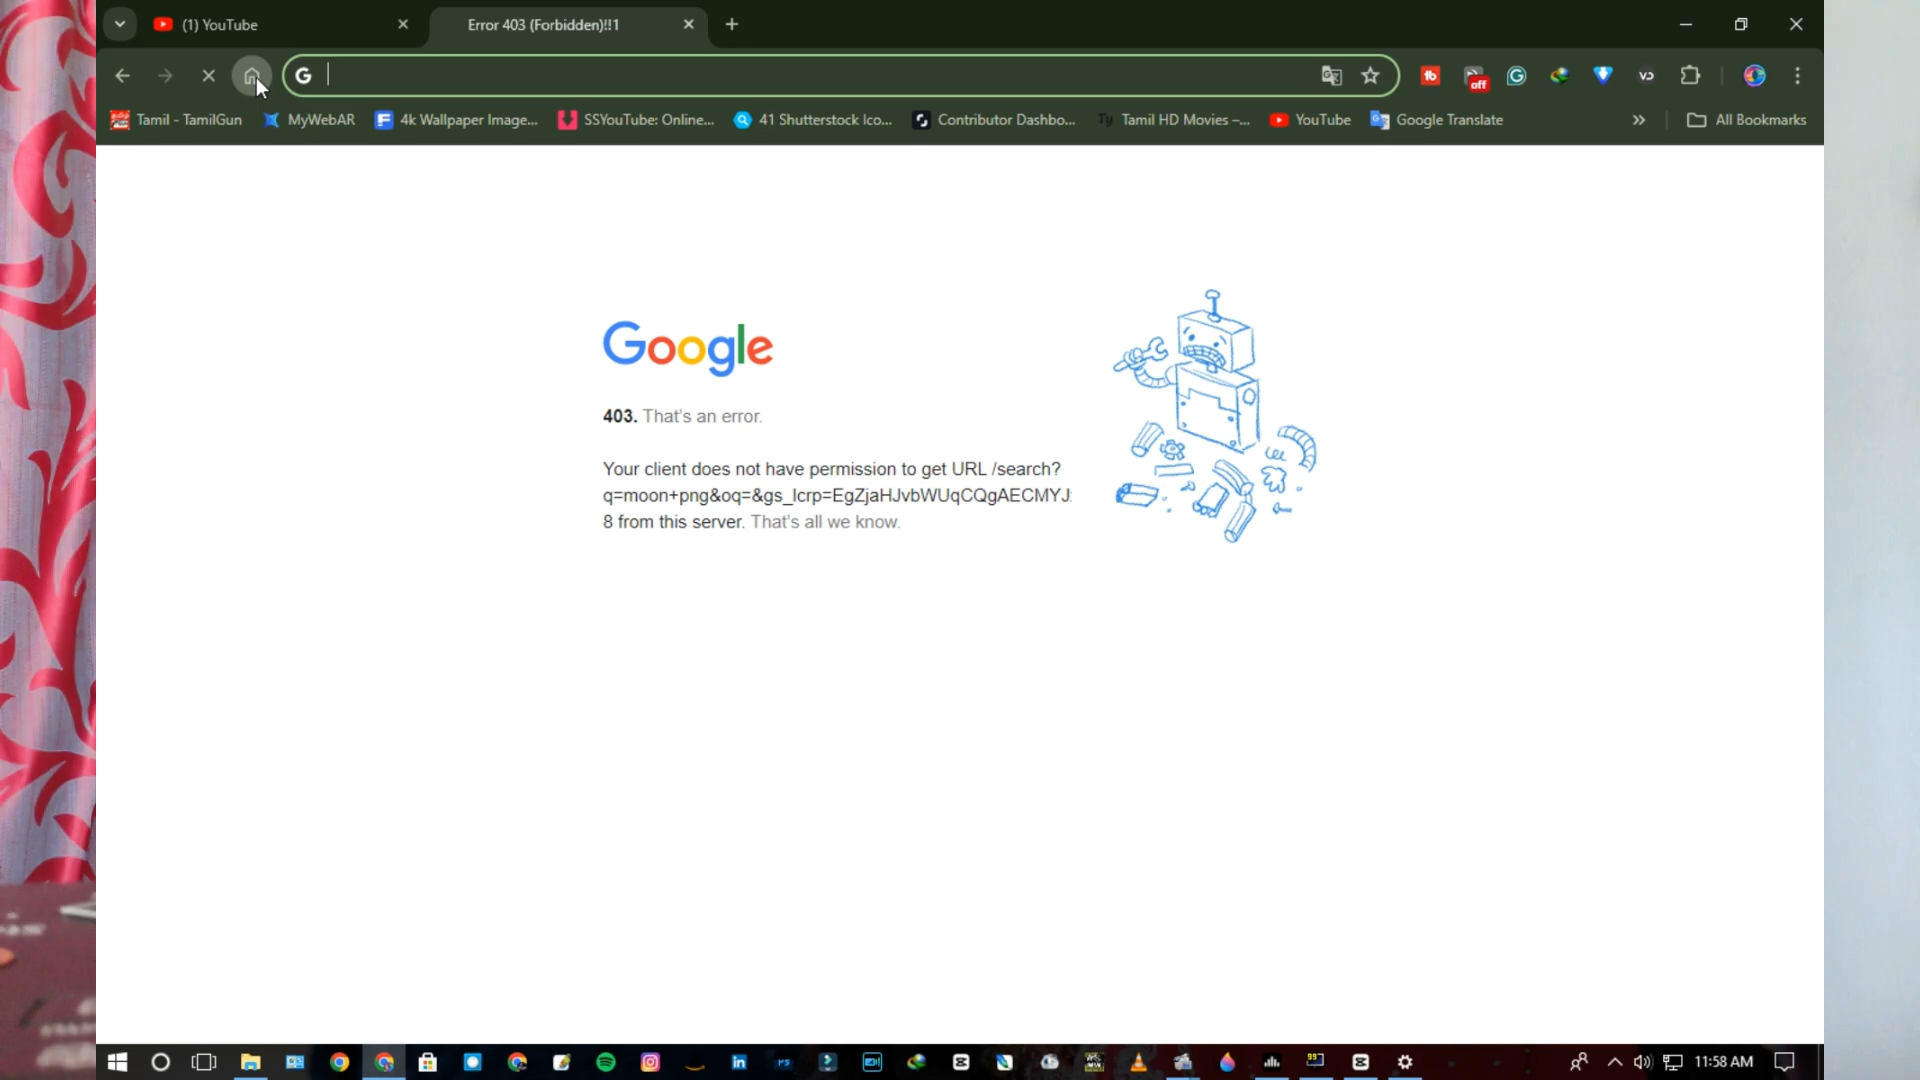 (1) YouTube
Error 403 (Forbidden)!!1
off
Tamil - TamilGun
MyWebAR
4k Wallpaper Image...
SSYouTube: Online...
41 Shutterstock Ico...
Contributor Dashbo...
Tamil HD Movies –...
YouTube
Google Translate
All Bookmarks
Google
403. That's an error.
Your client does not have permission to get URL /search?
q=moon+png&oq=&gs_lcrp=EgZjaHJvbWUqCQgAECMYJ
8 from this server. That's all we know.
11:58 AM